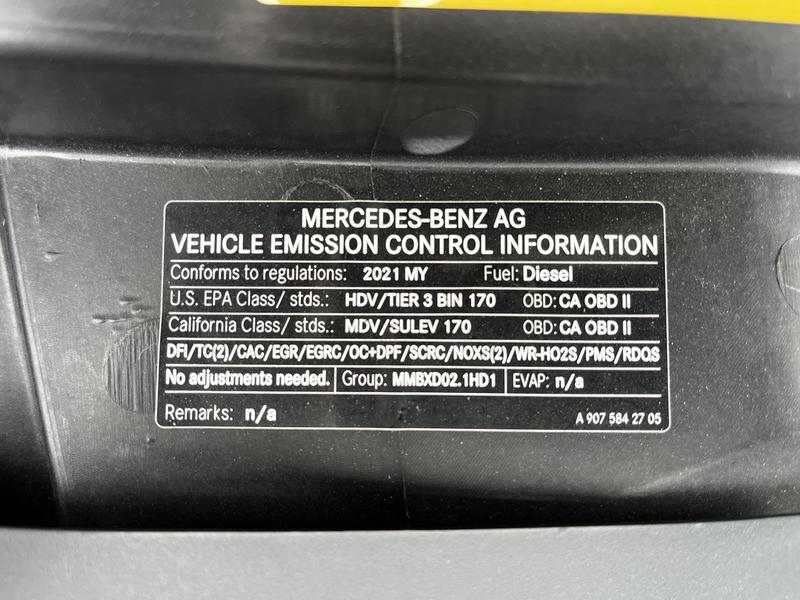 MERCEDES-BENZ AG
VEHICLE EMISSION CONTROL INFORMATION
Conforms to regulations: 2021 MY Fuel: Diesel
U.S. EPA Class/ stds.: HDV/TIER 3 BIN 170 OBD: CA OBD II
California Class/ stds.: MDV/SULEV 170 OBD: CA OBD II
DFI/TC(2)/CAC/EGR/EGRC/OC+DPF/SCRC/NOXS(2)/WR-HO2S/PMS/RDQS
No adjustments needed. Group: MMBXD02.1HD1 EVAP: n/a
Remarks: n/a A 907 584 27 05